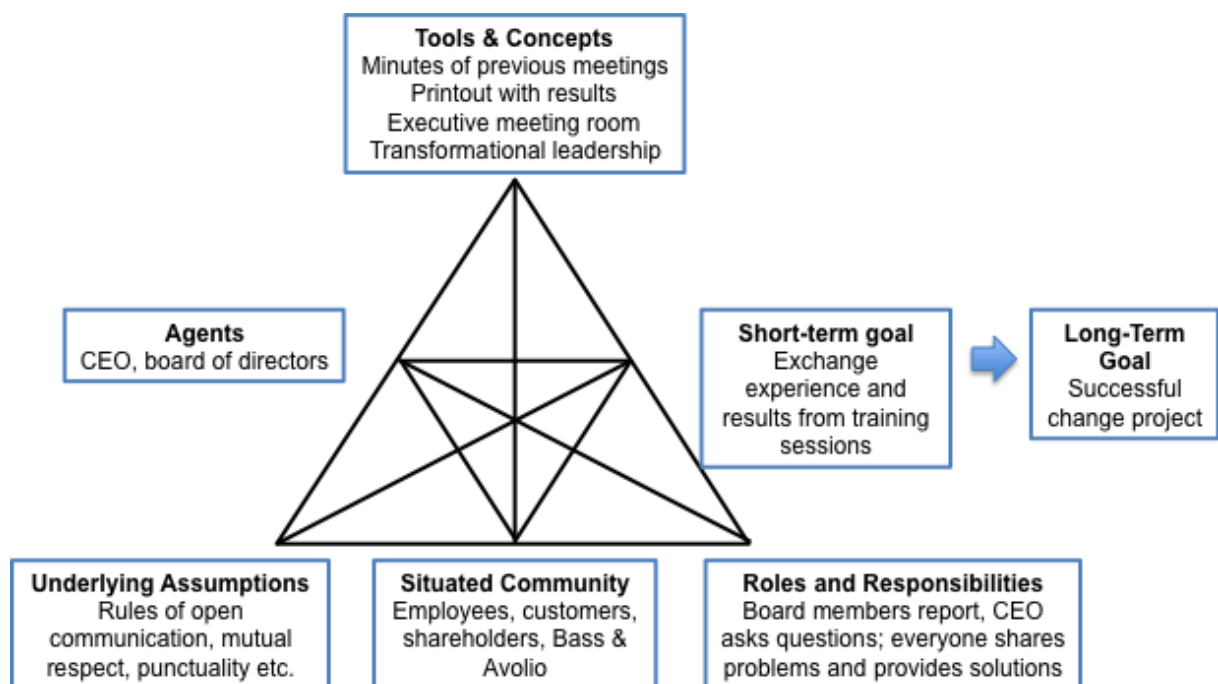 Tools & Concepts
Minutes of previous meetings
Printout with results
Executive meeting room
Transformational leadership
Agents
CEO, board of directors
Short-term goal
Exchange
experience and
results from training
sessions
Long-Term
Goal
Successful
change project
Underlying Assumptions
Rules of open
communication, mutual
respect, punctuality etc.
Situated Community
Employees, customers,
shareholders, Bass &
Avolio
Roles and Responsibilities
Board members report, CEO
asks questions; everyone shares
problems and provides solutions